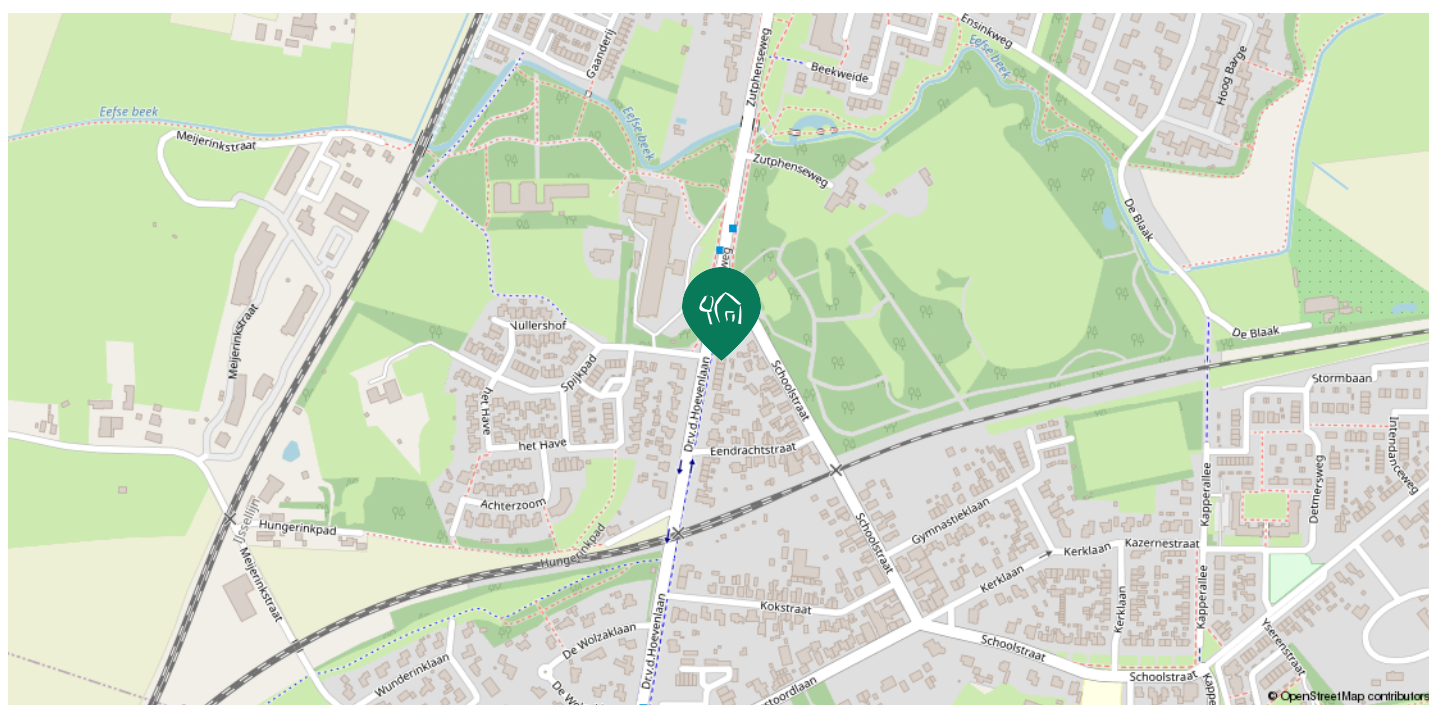 Ensinkweg
Gaanderij
Zutphenseweg
Eefse beek
Beekweide
Hoog Barge
Eefse beek
Meijerinkstraat
Eefse beek
Zutphenseweg
De Blaak
weg
Nullershof
De Blaak
Meijerinkstraat
Spijkpad
Schoolstraat
Stormbaan
het Have
Dr.v.d.Hoevenlaan
het Have
Eendrachtstraat
Intendanceweg
Detmersweg
Kapperallee
Achterzoom
Gymnastieklaan
IJssellijn
Hungerinkpad
Hungerinkpad
Schoolstraat
Kerklaan
Kazernestraat
Meijerinkstraat
Kerklaan
Kokstraat
Kerklaan
Kapperallee
De Wolzaklaan
Yserenstraat
Schoolstraat
Wunderinklaan
Dr.v.d.Hoevenlaan
Schoolstraat
© OpenStreetMap contributors